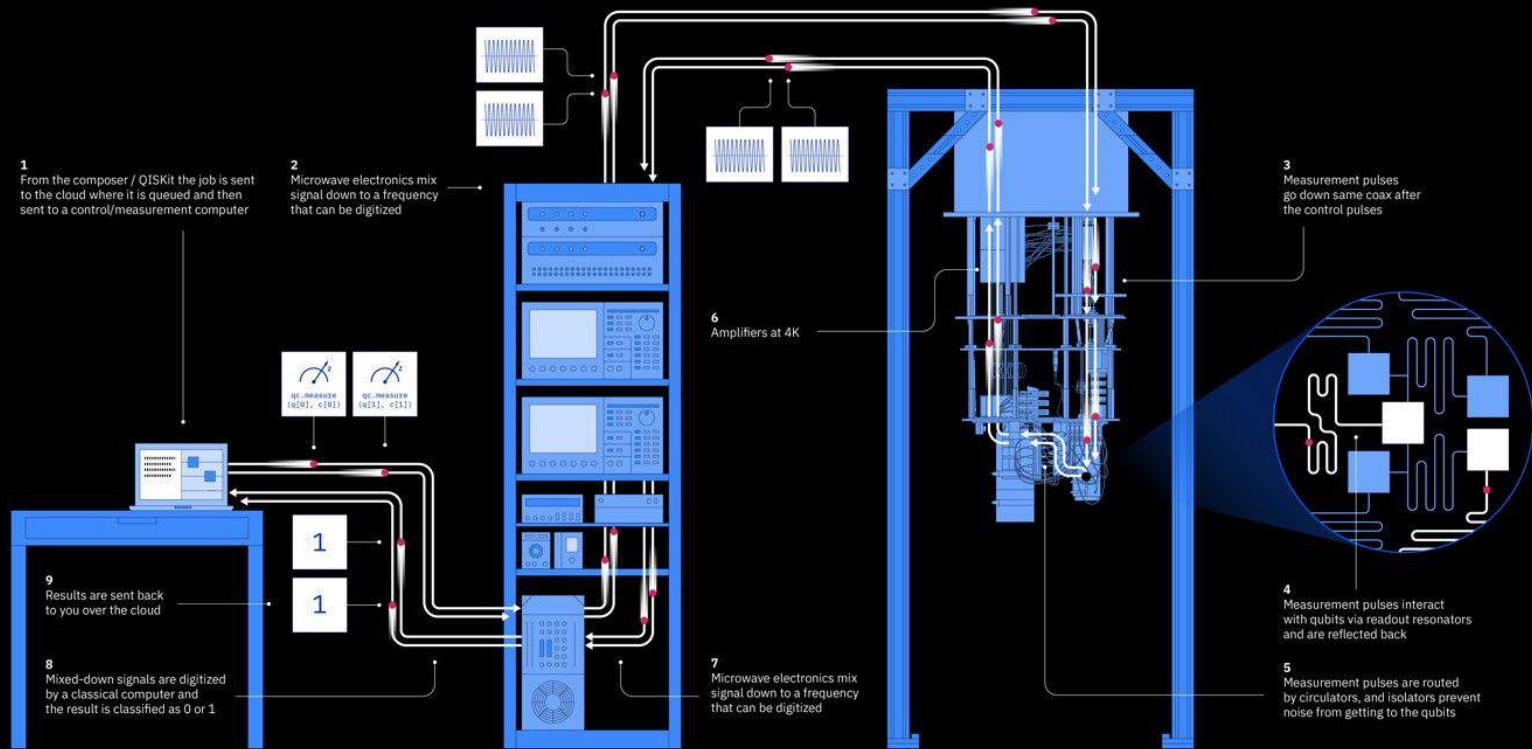 1
From the composer / QISKit the job is sent
to the cloud where it is queued and then
sent to a control/measurement computer
2
Microwave electronics mix
signal down to a frequency
that can be digitized
3
Measurement pulses
go down same coax after
the control pulses
6
Amplifiers at 4K
z
qc.measure
(q[0], c[0])
z
qc.measure
(q[1], c[1])
1
1
9
Results are sent back
to you over the cloud
8
Mixed-down signals are digitized
by a classical computer and
the result is classified as 0 or 1
7
Microwave electronics mix
signal down to a frequency
that can be digitized
4
Measurement pulses interact
with qubits via readout resonators
and are reflected back
5
Measurement pulses are routed
by circulators, and isolators prevent
noise from getting to the qubits